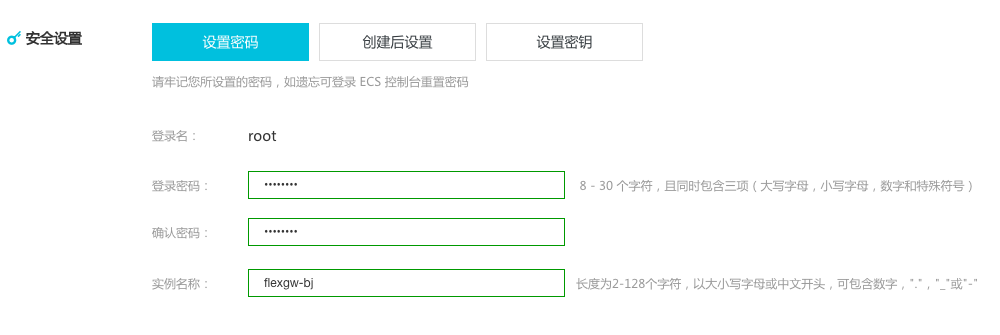 安全设置
设置密码 创建后设置 设置密钥
请牢记您所设置的密码，如遗忘可登录 ECS 控制台重置密码
登录名： root
登录密码： •••••••• 8 - 30 个字符，且同时包含三项（大写字母，小写字母，数字和特殊符号）
确认密码： ••••••••
实例名称： flexgw-bj 长度为2-128个字符，以大小写字母或中文开头，可包含数字，"."，"_"或"-"